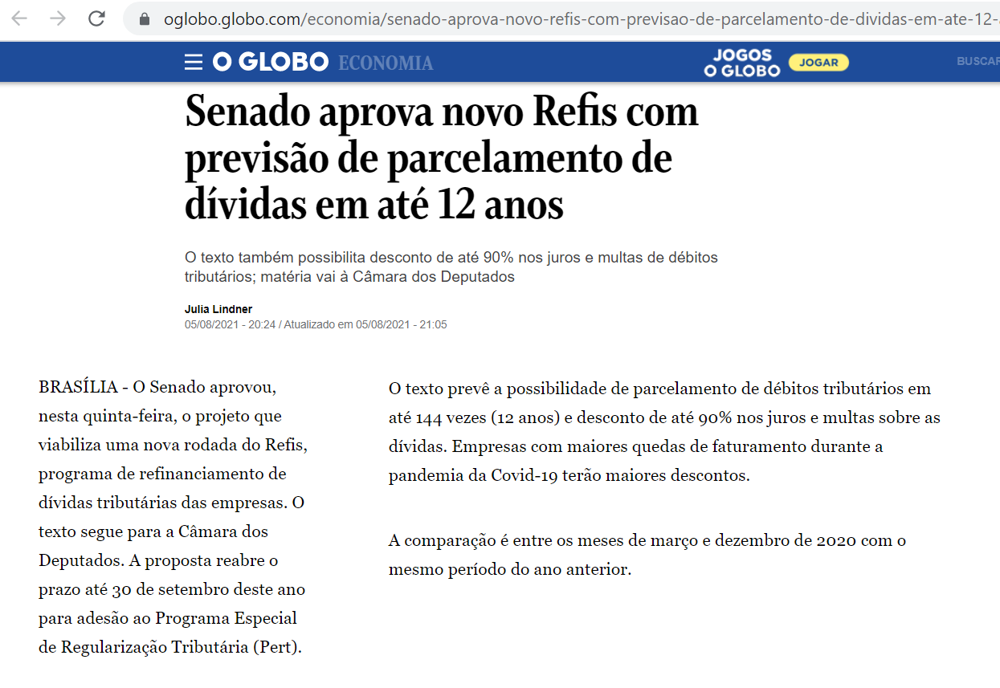 oglobo.globo.com/economia/senado-aprova-novo-refis-com-previsao-de-parcelamento-de-dividas-em-ate-12-
O GLOBO ECONOMIA
JOGOS
O GLOBO
JOGAR
BUSCAR
Senado aprova novo Refis com
previsão de parcelamento de
dívidas em até 12 anos
O texto também possibilita desconto de até 90% nos juros e multas de débitos
tributários; matéria vai à Câmara dos Deputados
Julia Lindner
05/08/2021 - 20:24 / Atualizado em 05/08/2021 - 21:05
BRASÍLIA - O Senado aprovou,
nesta quinta-feira, o projeto que
viabiliza uma nova rodada do Refis,
programa de refinanciamento de
dívidas tributárias das empresas. O
texto segue para a Câmara dos
Deputados. A proposta reabre o
prazo até 30 de setembro deste ano
para adesão ao Programa Especial
de Regularização Tributária (Pert).
O texto prevê a possibilidade de parcelamento de débitos tributários em
até 144 vezes (12 anos) e desconto de até 90% nos juros e multas sobre as
dívidas. Empresas com maiores quedas de faturamento durante a
pandemia da Covid-19 terão maiores descontos.
A comparação é entre os meses de março e dezembro de 2020 com o
mesmo período do ano anterior.